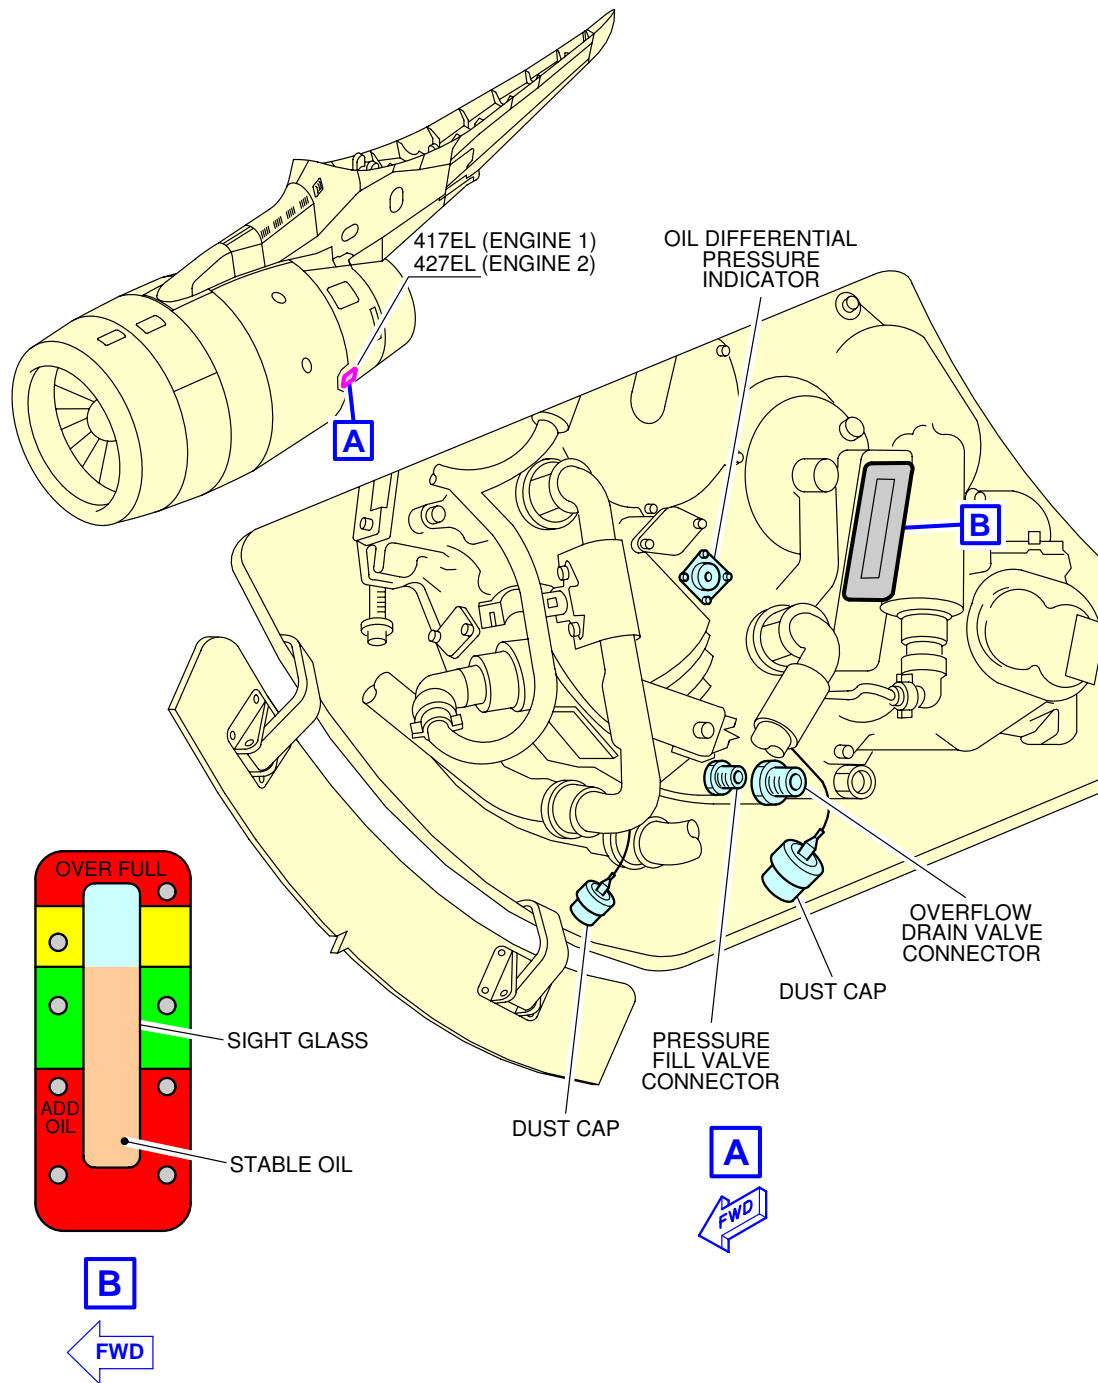 417EL (ENGINE 1)
427EL (ENGINE 2)
A
OIL DIFFERENTIAL
PRESSURE
INDICATOR
B
OVERFLOW
DRAIN VALVE
CONNECTOR
DUST CAP
PRESSURE
FILL VALVE
CONNECTOR
DUST CAP
A
FWD
OVER FULL
SIGHT GLASS
ADD
OIL
STABLE OIL
B
FWD